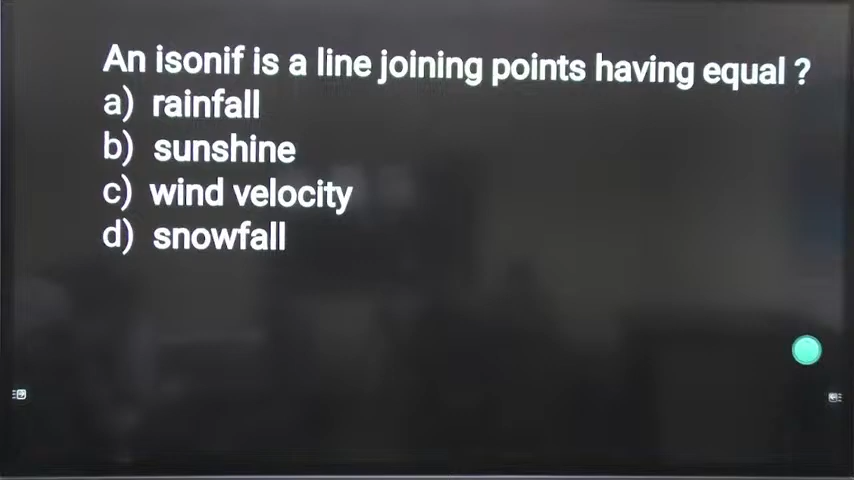 An isonif is a line joining points having equal ?
a) rainfall
b) sunshine
c) wind velocity
d) snowfall